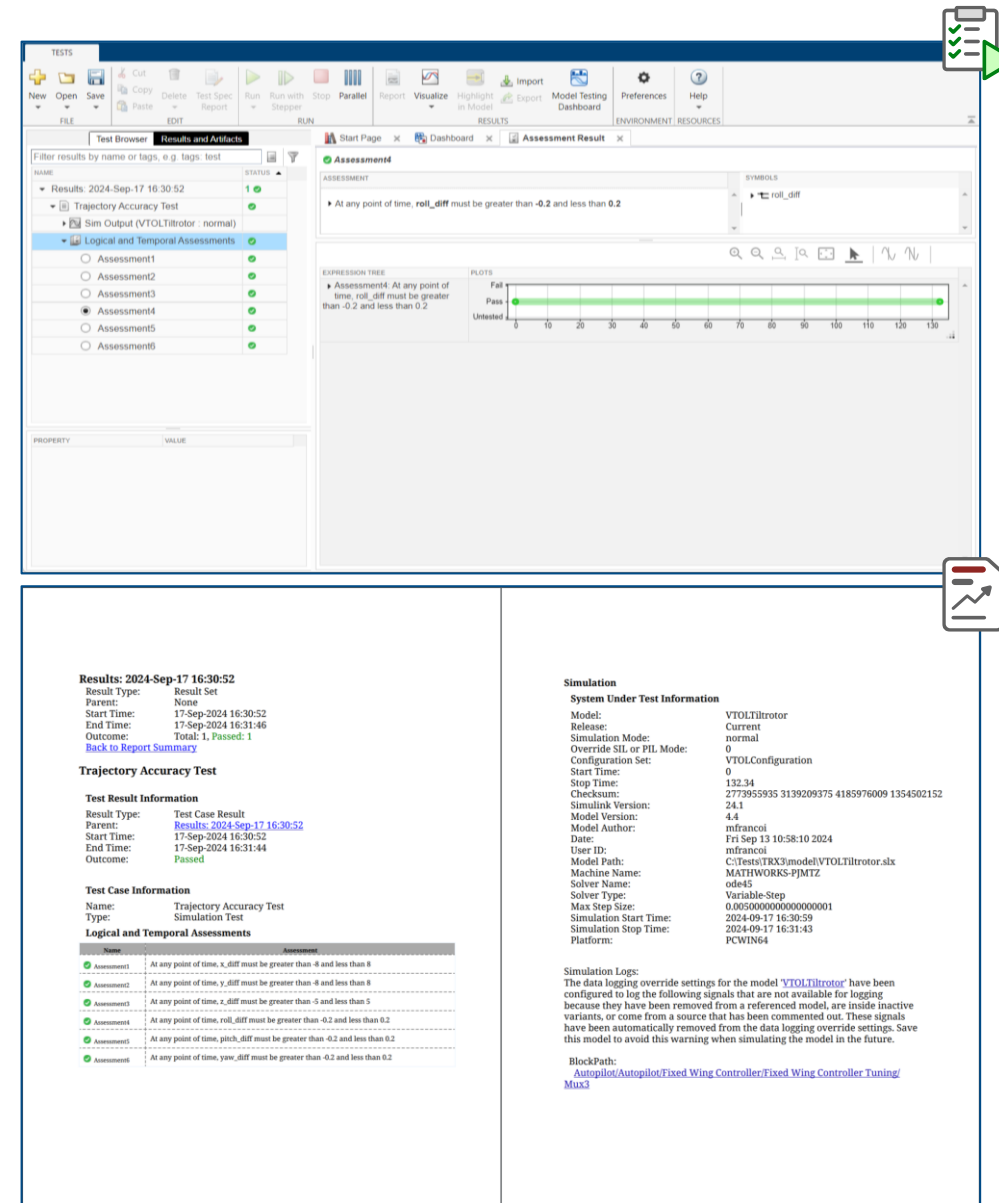 TESTS
New Open Save
Cut
Copy
Paste
Delete Test Spec Report
Run Run with Stepper Stop Parallel
Report Visualize Highlight in Model
Import
Export
Model Testing Dashboard
Preferences Help
FILE EDIT RUN RESULTS ENVIRONMENT RESOURCES
Test Browser Results and Artifacts
Filter results by name or tags, e.g. tags: test
NAME STATUS
Results: 2024-Sep-17 16:30:52 1
Trajectory Accuracy Test
Sim Output (VTOLTiltrotor : normal)
Logical and Temporal Assessments
Assessment1
Assessment2
Assessment3
Assessment4
Assessment5
Assessment6
PROPERTY VALUE
Start Page Dashboard Assessment Result
Assessment4
ASSESSMENT SYMBOLS
At any point of time, roll_diff must be greater than -0.2 and less than 0.2
roll_diff
EXPRESSION TREE PLOTS
Assessment4: At any point of
time, roll_diff must be greater
than -0.2 and less than 0.2
Fail
Pass
Untested
0 10 20 30 40 50 60 70 80 90 100 110 120 130
Results: 2024-Sep-17 16:30:52
Result Type: Result Set
Parent: None
Start Time: 17-Sep-2024 16:30:52
End Time: 17-Sep-2024 16:31:46
Outcome: Total: 1, Passed: 1
Back to Report Summary
Trajectory Accuracy Test
Test Result Information
Result Type: Test Case Result
Parent: Results: 2024-Sep-17 16:30:52
Start Time: 17-Sep-2024 16:30:52
End Time: 17-Sep-2024 16:31:44
Outcome: Passed
Test Case Information
Name: Trajectory Accuracy Test
Type: Simulation Test
Logical and Temporal Assessments
Name Assessment
Assessment1 At any point of time, x_diff must be greater than -8 and less than 8
Assessment2 At any point of time, y_diff must be greater than -8 and less than 8
Assessment3 At any point of time, z_diff must be greater than -5 and less than 5
Assessment4 At any point of time, roll_diff must be greater than -0.2 and less than 0.2
Assessment5 At any point of time, pitch_diff must be greater than -0.2 and less than 0.2
Assessment6 At any point of time, yaw_diff must be greater than -0.2 and less than 0.2
Simulation
System Under Test Information
Model: VTOLTiltrotor
Release: Current
Simulation Mode: normal
Override SIL or PIL Mode: 0
Configuration Set: VTOLConfiguration
Start Time: 0
Stop Time: 132.34
Checksum: 2773955935 3139209375 4185976009 1354502152
Simulink Version: 24.1
Model Version: 4.4
Model Author: mfrancoi
Date: Fri Sep 13 10:58:10 2024
User ID: mfrancoi
Model Path: C:\Tests\TRX3\model\VTOLTiltrotor.slx
Machine Name: MATHWORKS-PJMTZ
Solver Name: ode45
Solver Type: Variable-Step
Max Step Size: 0.0050000000000000001
Simulation Start Time: 2024-09-17 16:30:59
Simulation Stop Time: 2024-09-17 16:31:43
Platform: PCWIN64
Simulation Logs:
The data logging override settings for the model 'VTOLTiltrotor' have been
configured to log the following signals that are not available for logging
because they have been removed from a referenced model, are inside inactive
variants, or come from a source that has been commented out. These signals
have been automatically removed from the data logging override settings. Save
this model to avoid this warning when simulating the model in the future.
BlockPath:
Autopilot/Autopilot/Fixed Wing Controller/Fixed Wing Controller Tuning/
Mux3